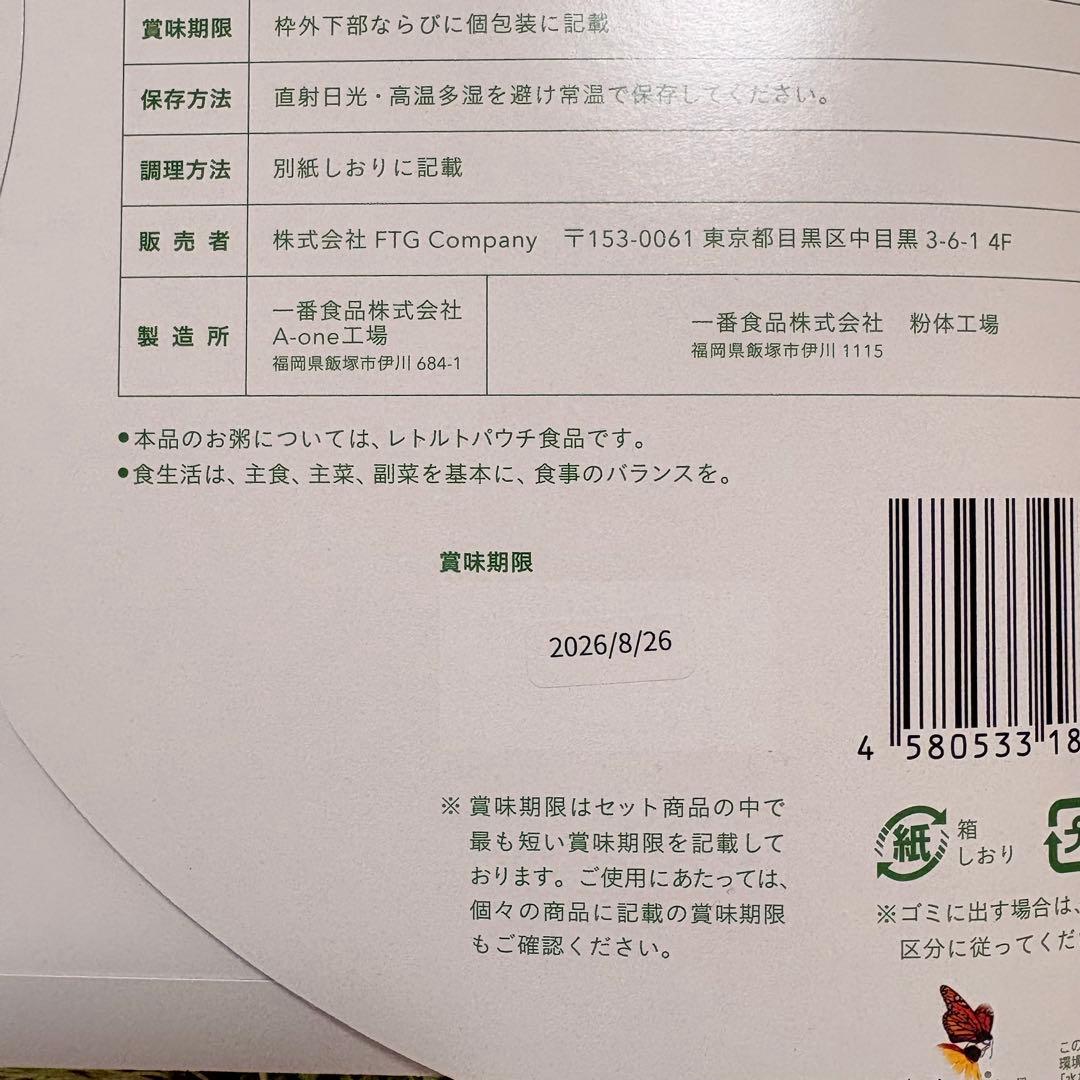 賞味期限 枠外下部ならびに個包装に記載
保存方法 直射日光・高温多湿を避け常温で保存してください。
調理方法 別紙しおりに記載
販売者 株式会社 FTG Company 〒153-0061 東京都目黒区中目黒 3-6-1 4F
製造所
一番食品株式会社
A-one工場
福岡県飯塚市伊川 684-1
一番食品株式会社 粉体工場
福岡県飯塚市伊川 1115
●本品のお粥については、レトルトパウチ食品です。
●食生活は、主食、主菜、副菜を基本に、食事のバランスを。
賞味期限
2026/8/26
4 580533 18
※ 賞味期限はセット商品の中で
最も短い賞味期限を記載して
おります。ご使用にあたっては、
個々の商品に記載の賞味期限
もご確認ください。
紙
箱
しおり
※ゴミに出す場合は、
区分に従ってくだ
この
環境